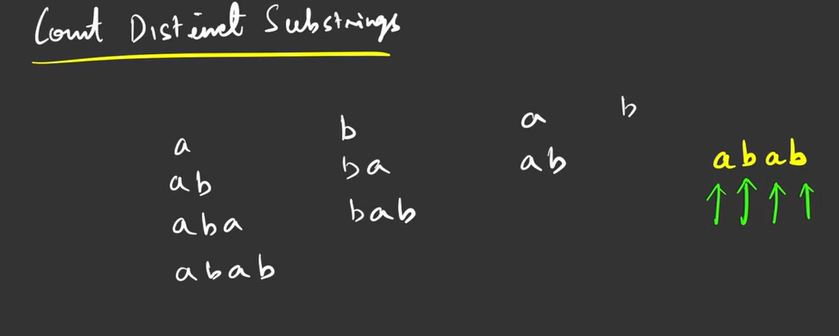 Count Distinct Substrings
a b a b
ab ba ab abab
aba bab
abab